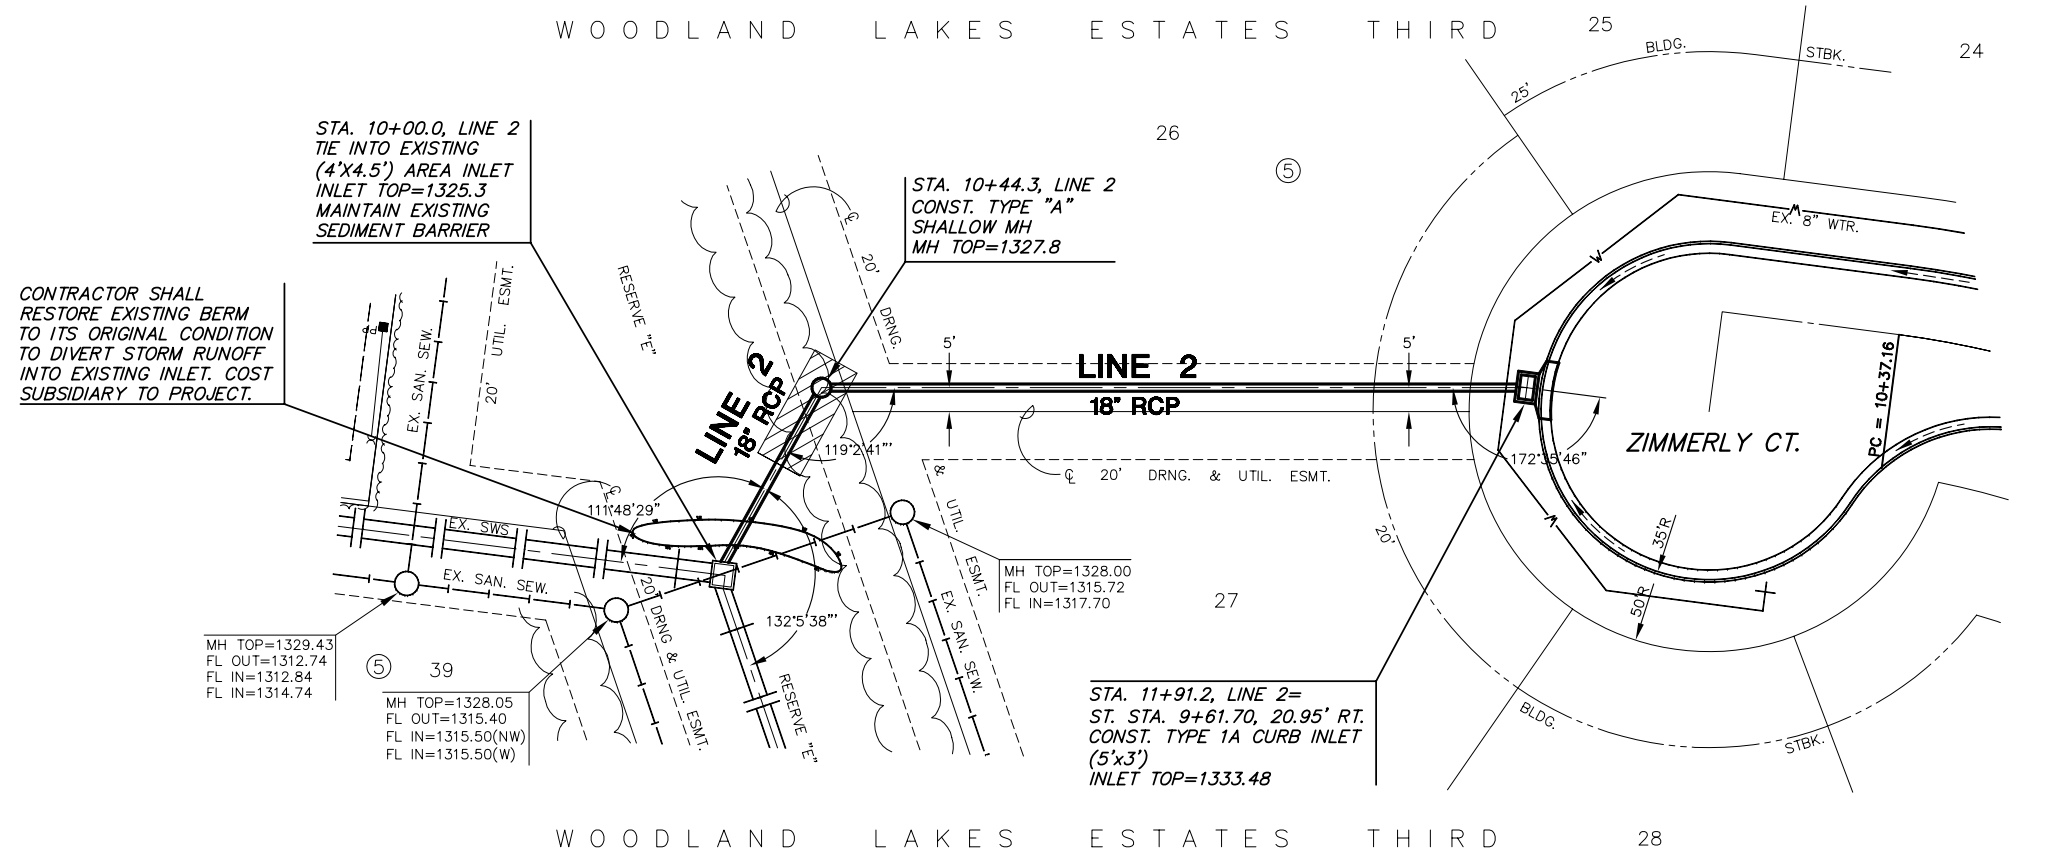 WOODLAND LAKES ESTATES THIRD
25
24
BLDG.
STBK.
25'
26
5
STA. 10+00.0, LINE 2
TIE INTO EXISTING
(4'X4.5') AREA INLET
INLET TOP=1325.3
MAINTAIN EXISTING
SEDIMENT BARRIER
STA. 10+44.3, LINE 2
CONST. TYPE "A"
SHALLOW MH
MH TOP=1327.8
CONTRACTOR SHALL
RESTORE EXISTING BERM
TO ITS ORIGINAL CONDITION
TO DIVERT STORM RUNOFF
INTO EXISTING INLET. COST
SUBSIDIARY TO PROJECT.
EX. SAN. SEW.
20' UTIL. ESMT.
RESERVE "E"
℄ 20' DRNG.
& UTIL. ESMT.
W
W
EX. 8" WTR.
5'
5'
LINE 2
18" RCP
LINE 2
18" RCP
119°2'41"'
172°35'46"
ZIMMERLY CT.
PC = 10+37.16
℄ 20' DRNG. & UTIL. ESMT.
111°48'29"
EX. SWS
EX. SAN. SEW.
℄
20' DRNG & UTIL. ESMT.
132°5'38"'
RESERVE "E"
EX. SAN. SEW.
MH TOP=1328.00
FL OUT=1315.72
FL IN=1317.70
20'
W
35'R
50'R
27
MH TOP=1329.43
FL OUT=1312.74
FL IN=1312.84
FL IN=1314.74
5
39
MH TOP=1328.05
FL OUT=1315.40
FL IN=1315.50(NW)
FL IN=1315.50(W)
STA. 11+91.2, LINE 2=
ST. STA. 9+61.70, 20.95' RT.
CONST. TYPE 1A CURB INLET
(5'x3')
INLET TOP=1333.48
BLDG.
STBK.
WOODLAND LAKES ESTATES THIRD
28